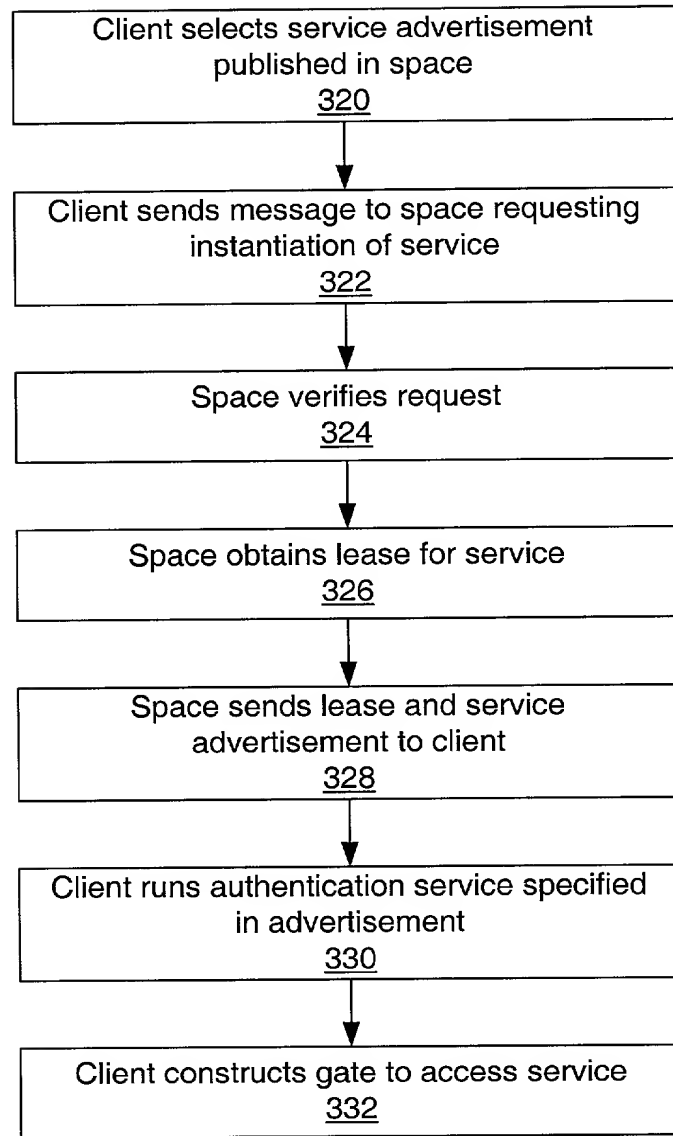 Client selects service advertisement
published in space
320
Client sends message to space requesting
instantiation of service
322
Space verifies request
324
Space obtains lease for service
326
Space sends lease and service
advertisement to client
328
Client runs authentication service specified
in advertisement
330
Client constructs gate to access service
332